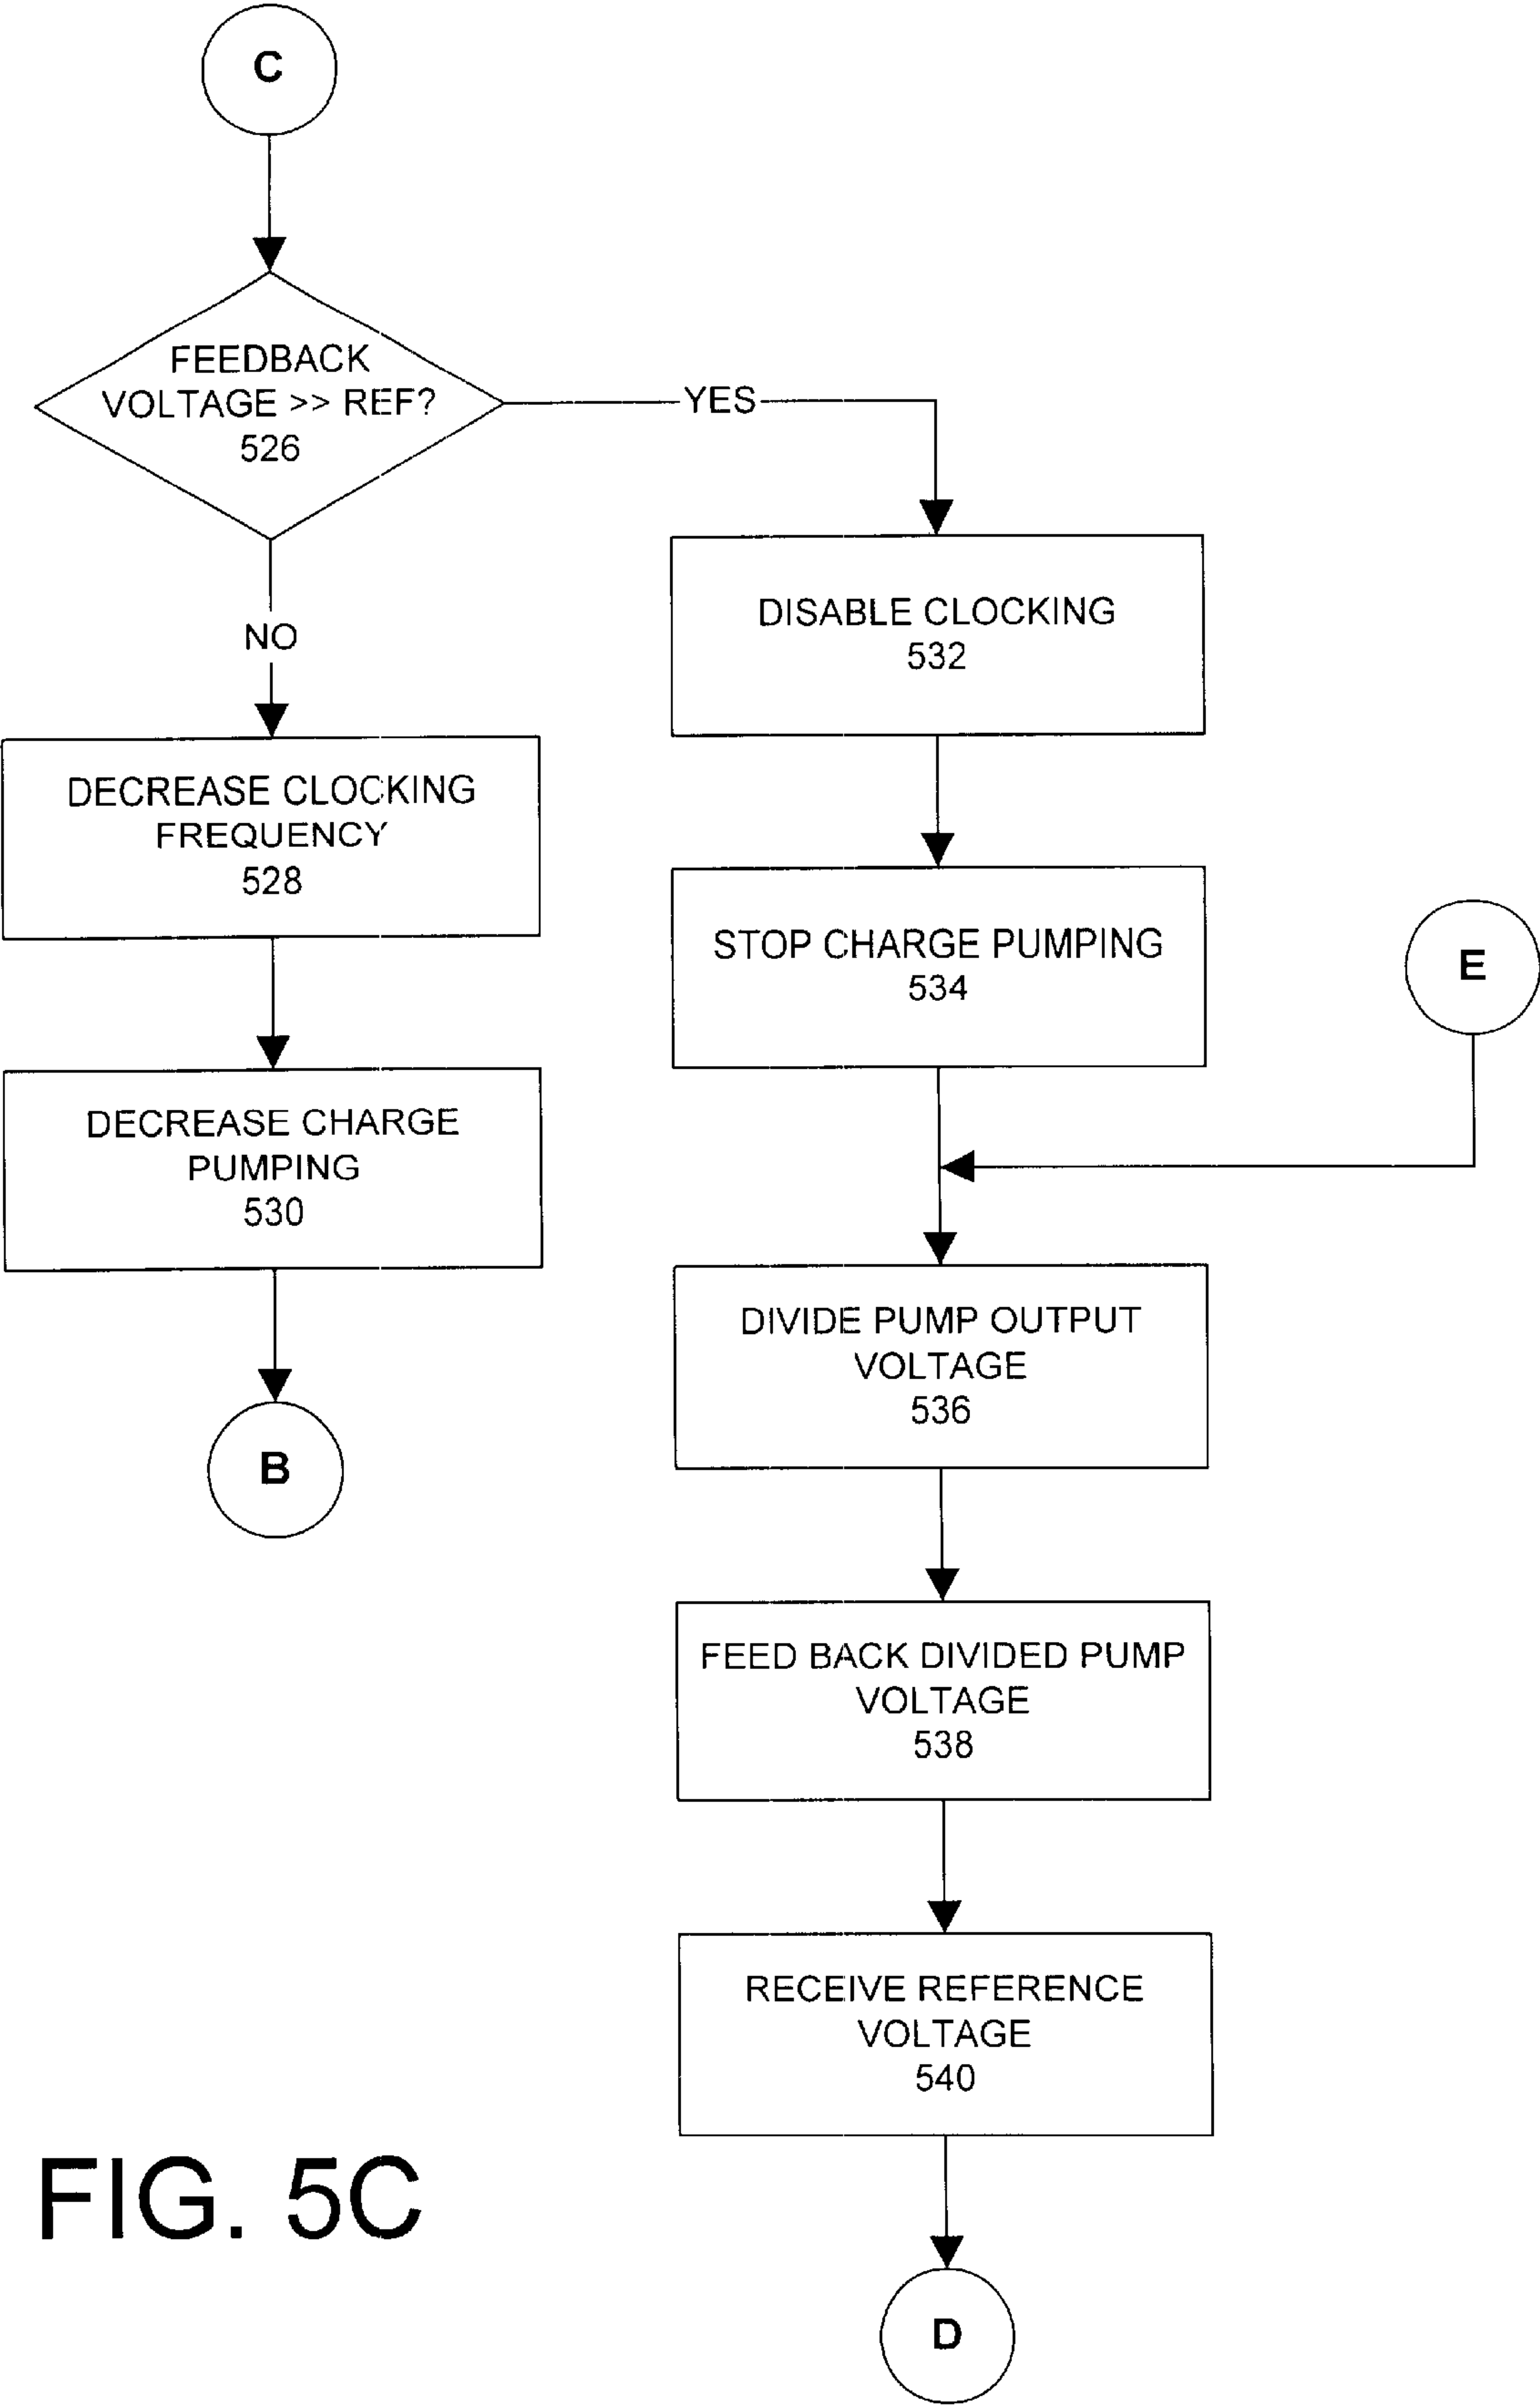 C
FEEDBACK
VOLTAGE >> REF?
526
YES
NO
DISABLE CLOCKING
532
DECREASE CLOCKING
FREQUENCY
528
STOP CHARGE PUMPING
534
E
DECREASE CHARGE
PUMPING
530
DIVIDE PUMP OUTPUT
VOLTAGE
536
B
FEED BACK DIVIDED PUMP
VOLTAGE
538
RECEIVE REFERENCE
VOLTAGE
540
FIG. 5C
D